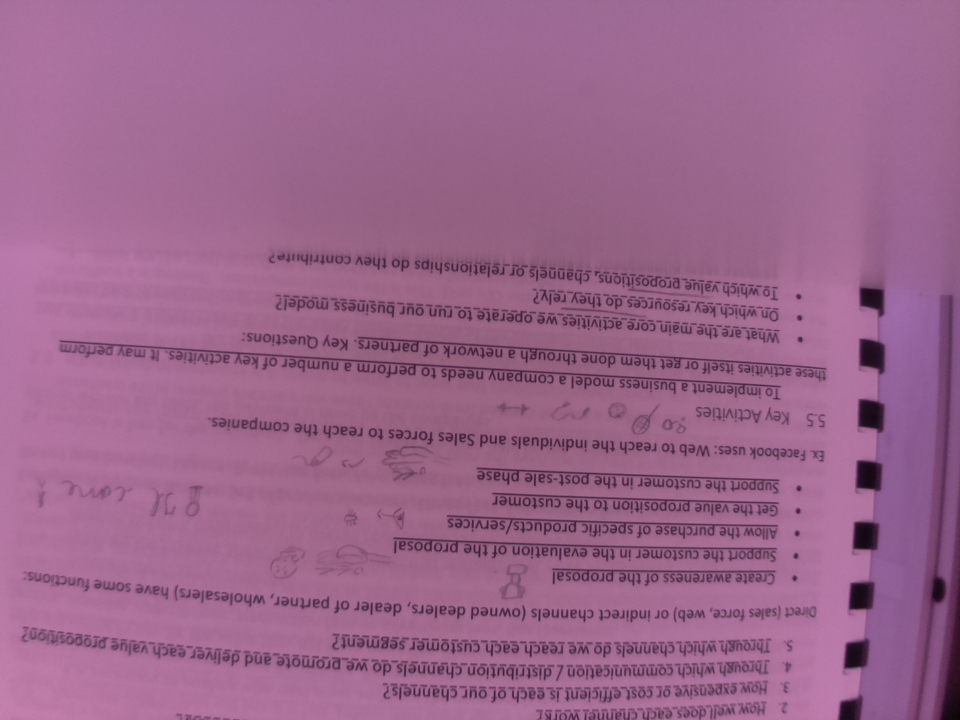 2. How well does each channel work?
3. How expensive or cost efficient is each of our channels?
4. Through which communication / distribution channels do we promote and deliver each value proposition?
5. Through which channels do we reach each customer segment?
Direct (sales force, web) or indirect channels (owned dealers, dealer of partner, wholesalers) have some functions:
• Create awareness of the proposal
• Support the customer in the evaluation of the proposal
• Allow the purchase of specific products/services
• Get the value proposition to the customer
• Support the customer in the post-sale phase
Ex. Facebook uses: Web to reach the individuals and Sales forces to reach the companies.
5.5 Key Activities
To implement a business model a company needs to perform a number of key activities. It may perform
these activities itself or get them done through a network of partners. Key Questions:
• What are the main core activities we operate to run our business model?
• On which key resources do they rely?
• To which value propositions, channels or relationships do they contribute?